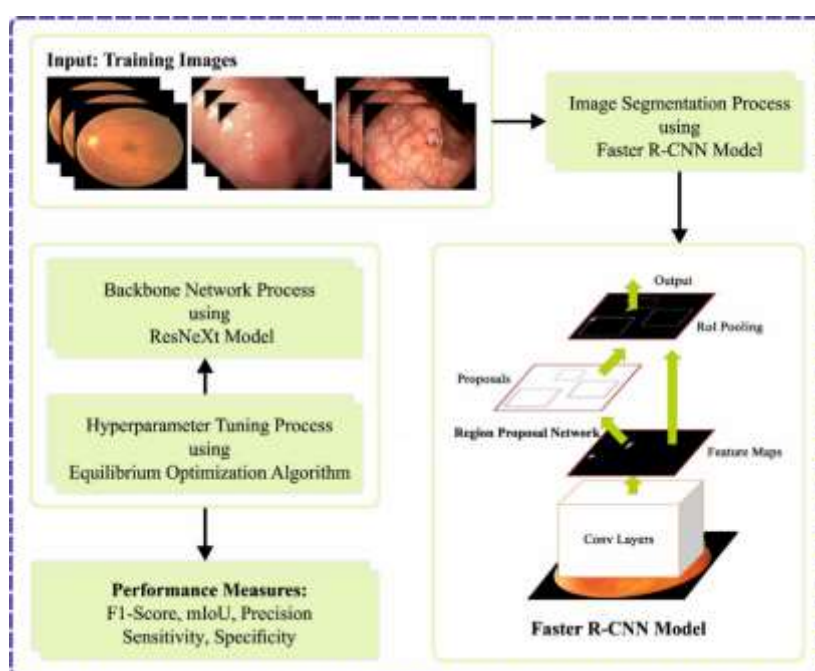 Input: Training Images
Image Segmentation Process
using
Faster R-CNN Model
Backbone Network Process
using
ResNeXt Model
Hyperparameter Tuning Process
using
Equilibrium Optimization Algorithm
Performance Measures:
F1-Score, mIoU, Precision
Sensitivity, Specificity
Output
RoI Pooling
Proposals
Region Proposal Network
Feature Maps
Conv Layers
Faster R-CNN Model